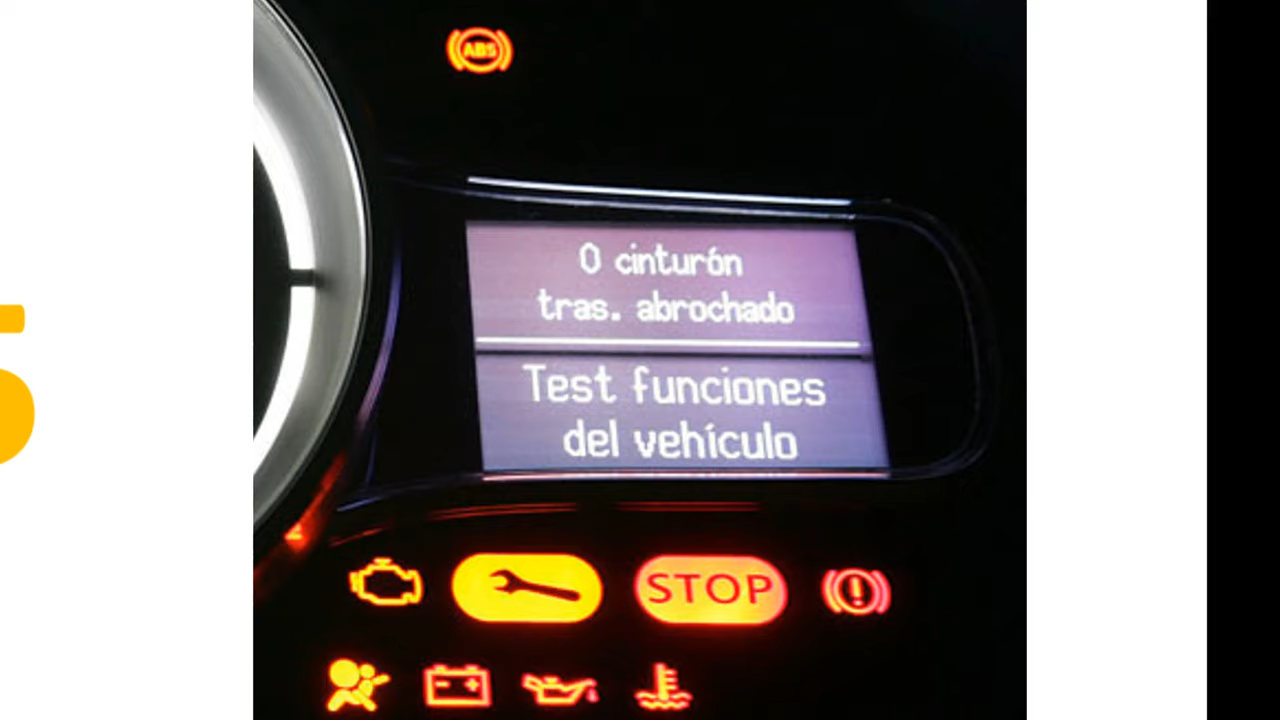 ABS
0 cinturón
tras. abrochado
Test funciones
del vehículo
STOP